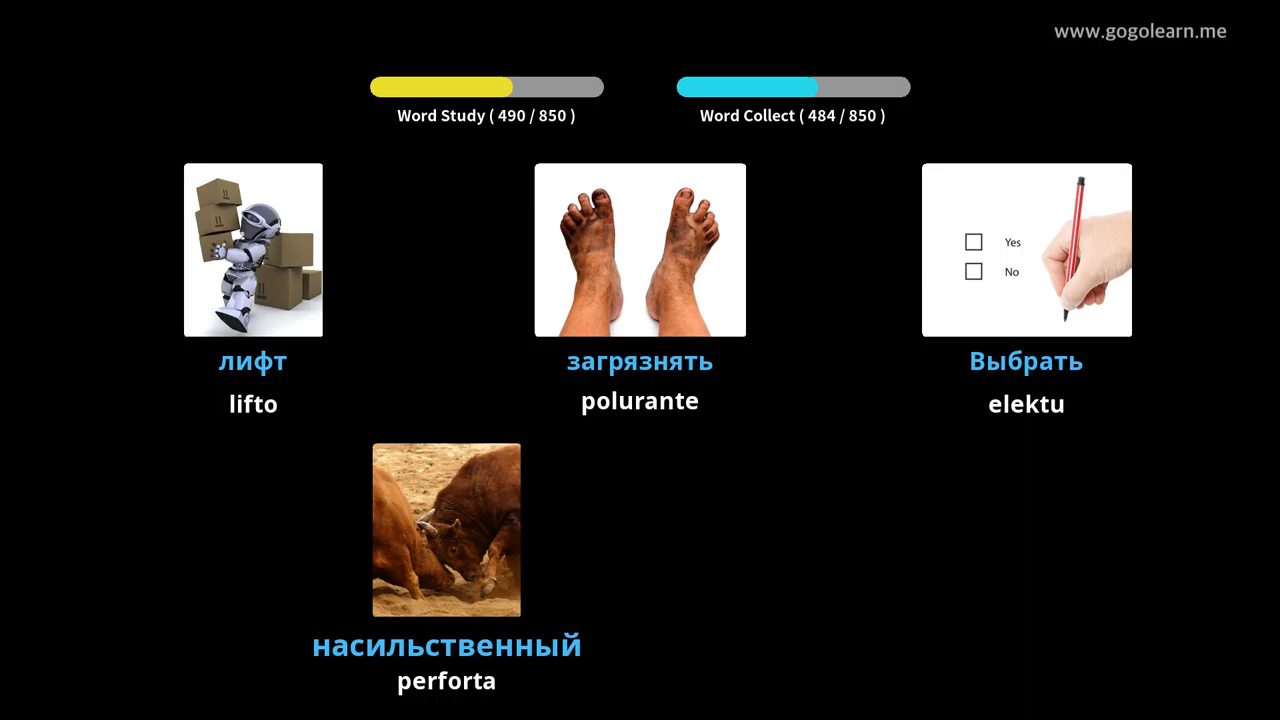 www.gogolearn.me
Word Study ( 490 / 850 )
Word Collect ( 484 / 850 )
Yes
No
лифт
загрязнять
Выбрать
lifto
polurante
elektu
насильственный
perforta